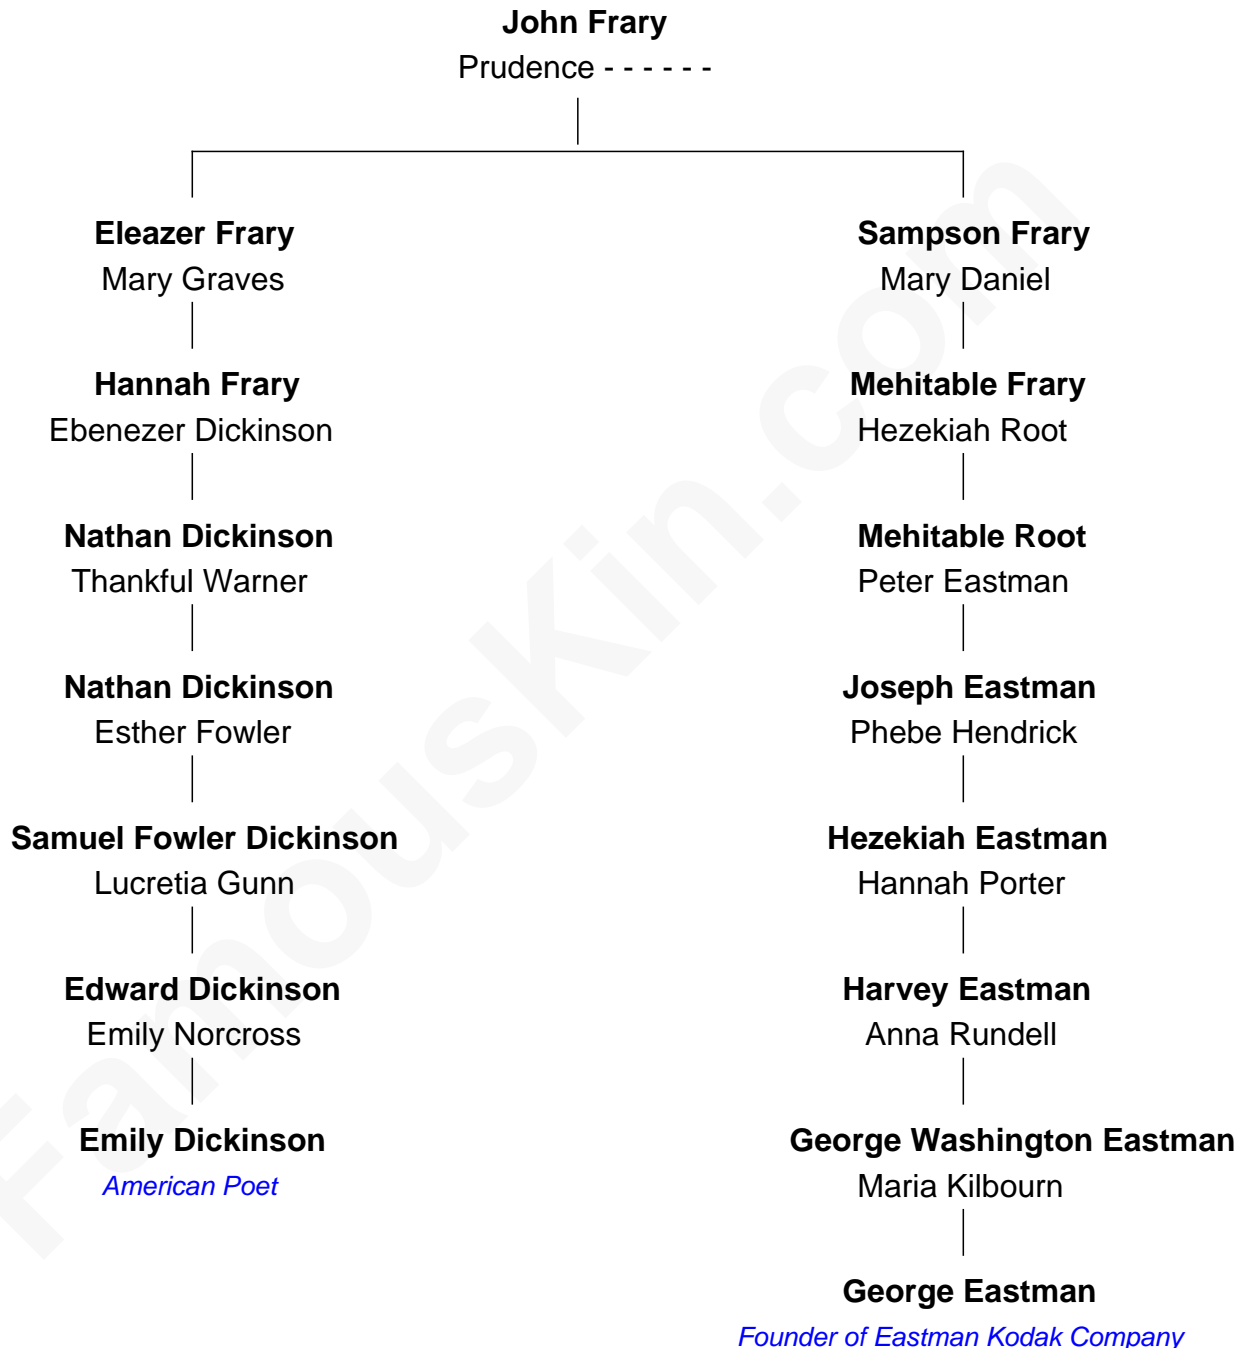 John Frary
Prudence - - - - - -
Eleazer Frary
Mary Graves
Hannah Frary
Ebenezer Dickinson
Nathan Dickinson
Thankful Warner
Nathan Dickinson
Esther Fowler
Samuel Fowler Dickinson
Lucretia Gunn
Edward Dickinson
Emily Norcross
Emily Dickinson
American Poet
Sampson Frary
Mary Daniel
Mehitable Frary
Hezekiah Root
Mehitable Root
Peter Eastman
Joseph Eastman
Phebe Hendrick
Hezekiah Eastman
Hannah Porter
Harvey Eastman
Anna Rundell
George Washington Eastman
Maria Kilbourn
George Eastman
Founder of Eastman Kodak Company
FamousKin.com